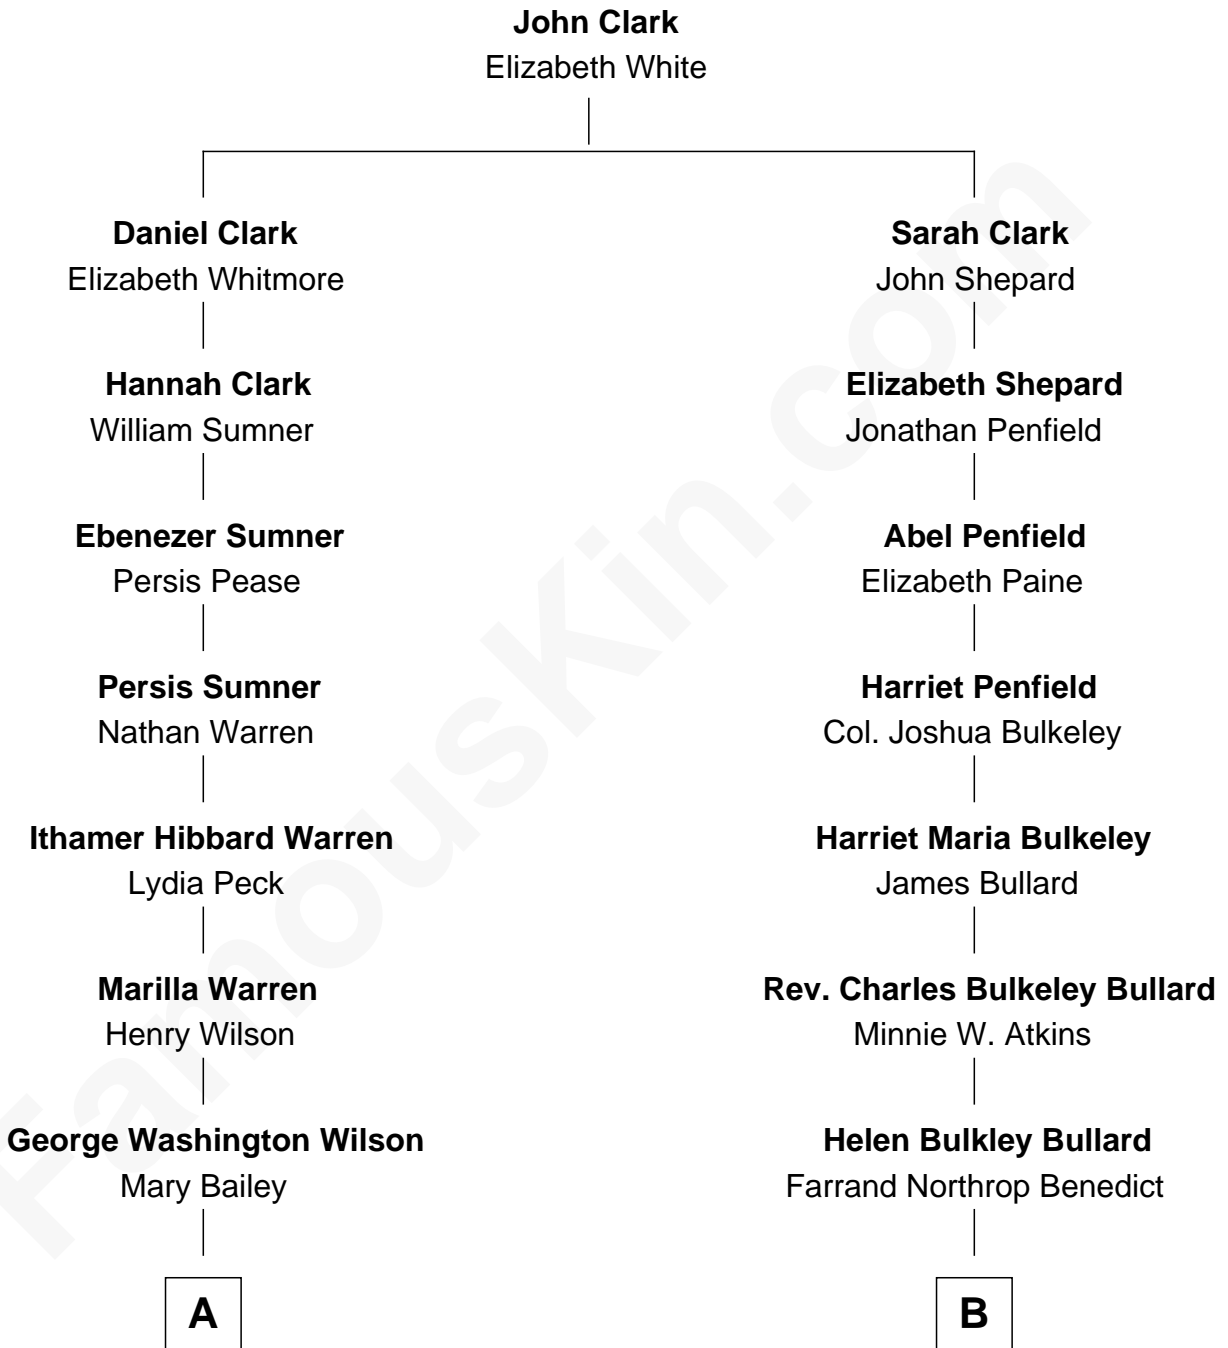 John Clark
Elizabeth White
Daniel Clark
Elizabeth Whitmore
Sarah Clark
John Shepard
Hannah Clark
William Sumner
Elizabeth Shepard
Jonathan Penfield
Ebenezer Sumner
Persis Pease
Abel Penfield
Elizabeth Paine
Persis Sumner
Nathan Warren
Harriet Penfield
Col. Joshua Bulkeley
Ithamer Hibbard Warren
Lydia Peck
Harriet Maria Bulkeley
James Bullard
Marilla Warren
Henry Wilson
Rev. Charles Bulkeley Bullard
Minnie W. Atkins
George Washington Wilson
Mary Bailey
Helen Bulkley Bullard
Farrand Northrop Benedict
A
B
FamousKin.com